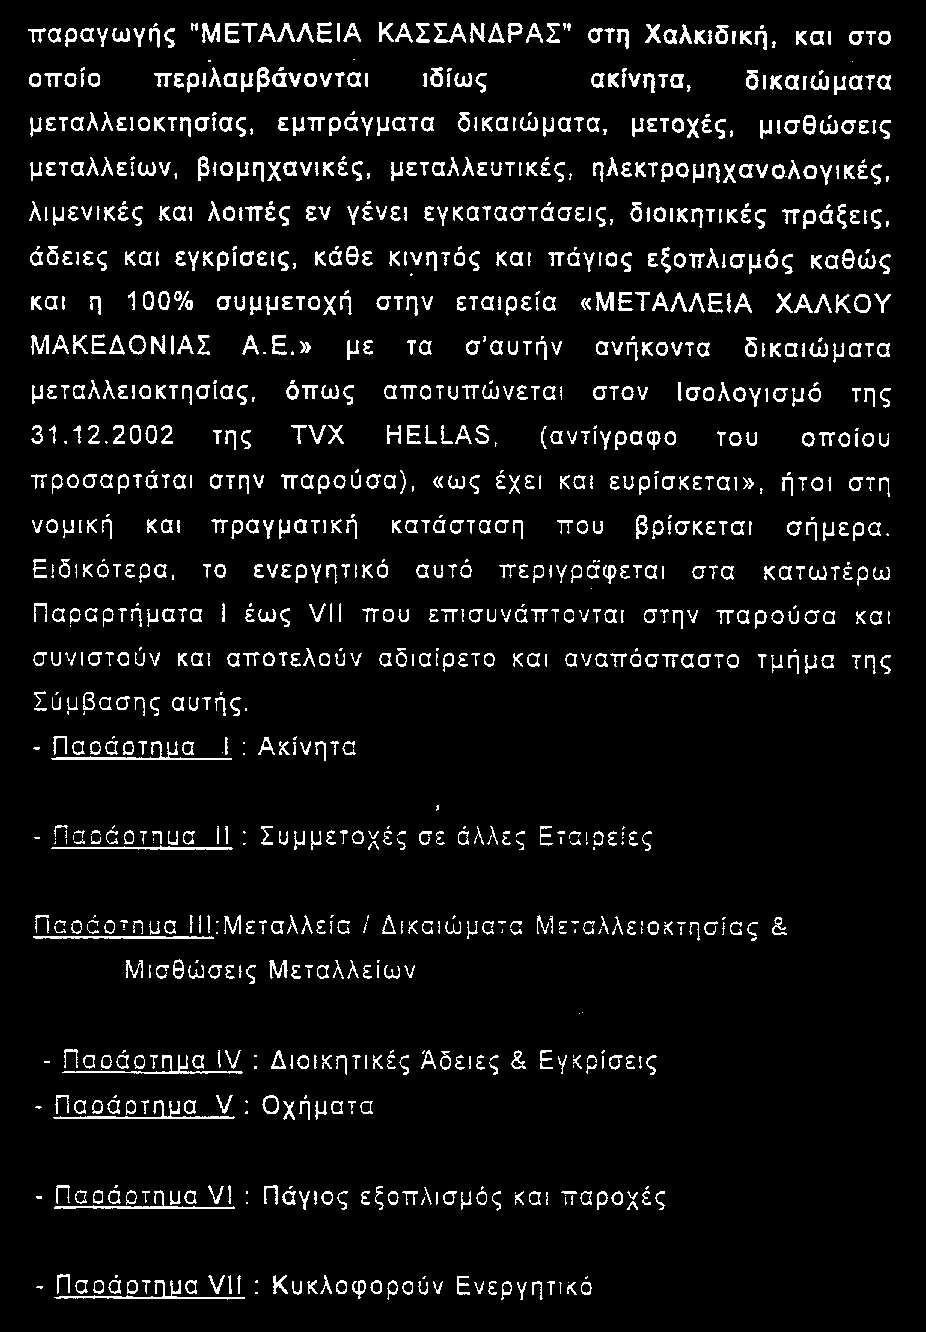 παραγωγής "ΜΕΤΑΛΛΕΙΑ ΚΑΣΣΑΝΔΡΑΣ" στη Χαλκιδική, και στο
οποίο περιλαμβάνονται ιδίως ακίνητα, δικαιώματα
μεταλλειοκτησίας, εμπράγματα δικαιώματα, μετοχές, μισθώσεις
μεταλλείων, βιομηχανικές, μεταλλευτικές, ηλεκτρομηχανολογικές,
λιμενικές και λοιπές εν γένει εγκαταστάσεις, διοικητικές πράξεις,
άδειες και εγκρίσεις, κάθε κινητός και πάγιος εξοπλισμός καθώς
και η 100% συμμετοχή στην εταιρεία «ΜΕΤΑΛΛΕΙΑ ΧΑΛΚΟΥ
ΜΑΚΕΔΟΝΙΑΣ Α.Ε.» με τα σ'αυτήν ανήκοντα δικαιώματα
μεταλλειοκτησίας, όπως αποτυπώνεται στον Ισολογισμό της
31.12.2002 της TVX HELLAS, (αντίγραφο του οποίου
προσαρτάται στην παρούσα), «ως έχει και ευρίσκεται», ήτοι στη
νομική και πραγματική κατάσταση που βρίσκεται σήμερα.
Ειδικότερα, το ενεργητικό αυτό περιγράφεται στα κατωτέρω
Παραρτήματα Ι έως VII που επισυνάπτονται στην παρούσα και
συνιστούν και αποτελούν αδιαίρετο και αναπόσπαστο τμήμα της
Σύμβασης αυτής.
- Παράρτημα Ι : Ακίνητα
- Παράρτημα ΙΙ : Συμμετοχές σε άλλες Εταιρείες
Παράρτημα ΙΙΙ:Μεταλλεία / Δικαιώματα Μεταλλειοκτησίας &
Μισθώσεις Μεταλλείων
- Παράρτημα IV : Διοικητικές Άδειες & Εγκρίσεις
- Παράρτημα V : Οχήματα
- Παράρτημα VI : Πάγιος εξοπλισμός και παροχές
- Παράρτημα VII : Κυκλοφορούν Ενεργητικό